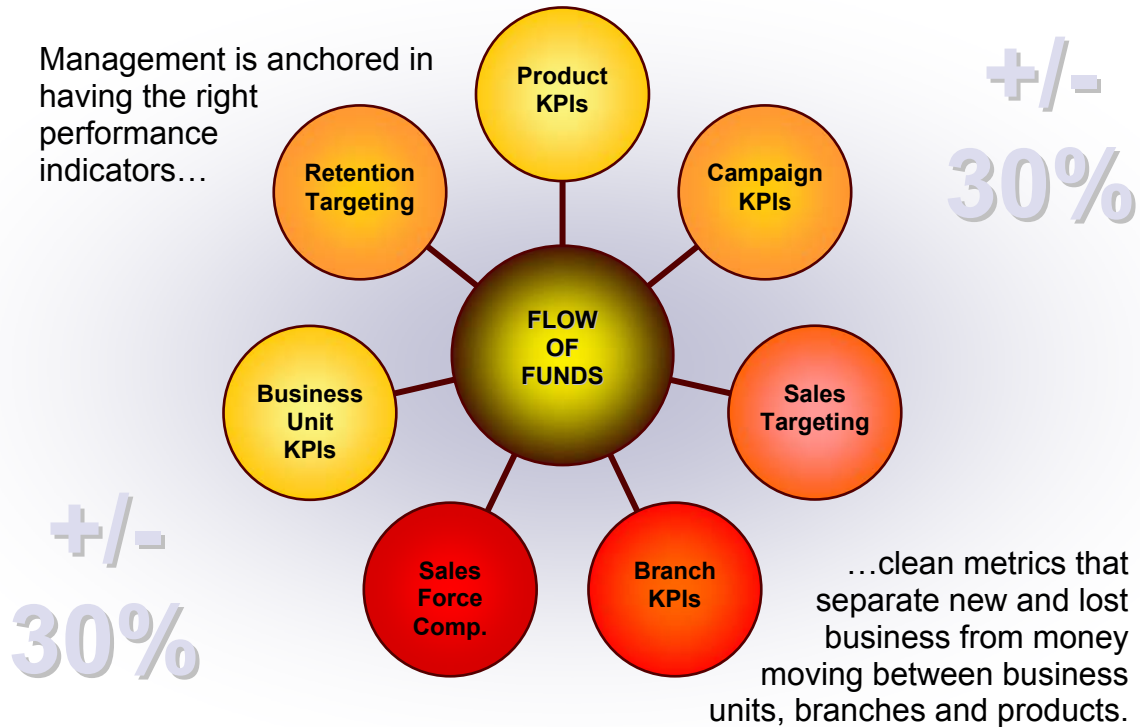 Management is anchored in
having the right
performance
indicators…
+/-
30%
Product
KPIs
Retention
Targeting
Campaign
KPIs
FLOW
OF
FUNDS
Business
Unit
KPIs
Sales
Targeting
Sales
Force
Comp.
Branch
KPIs
+/-
30%
…clean metrics that
separate new and lost
business from money
moving between business
units, branches and products.